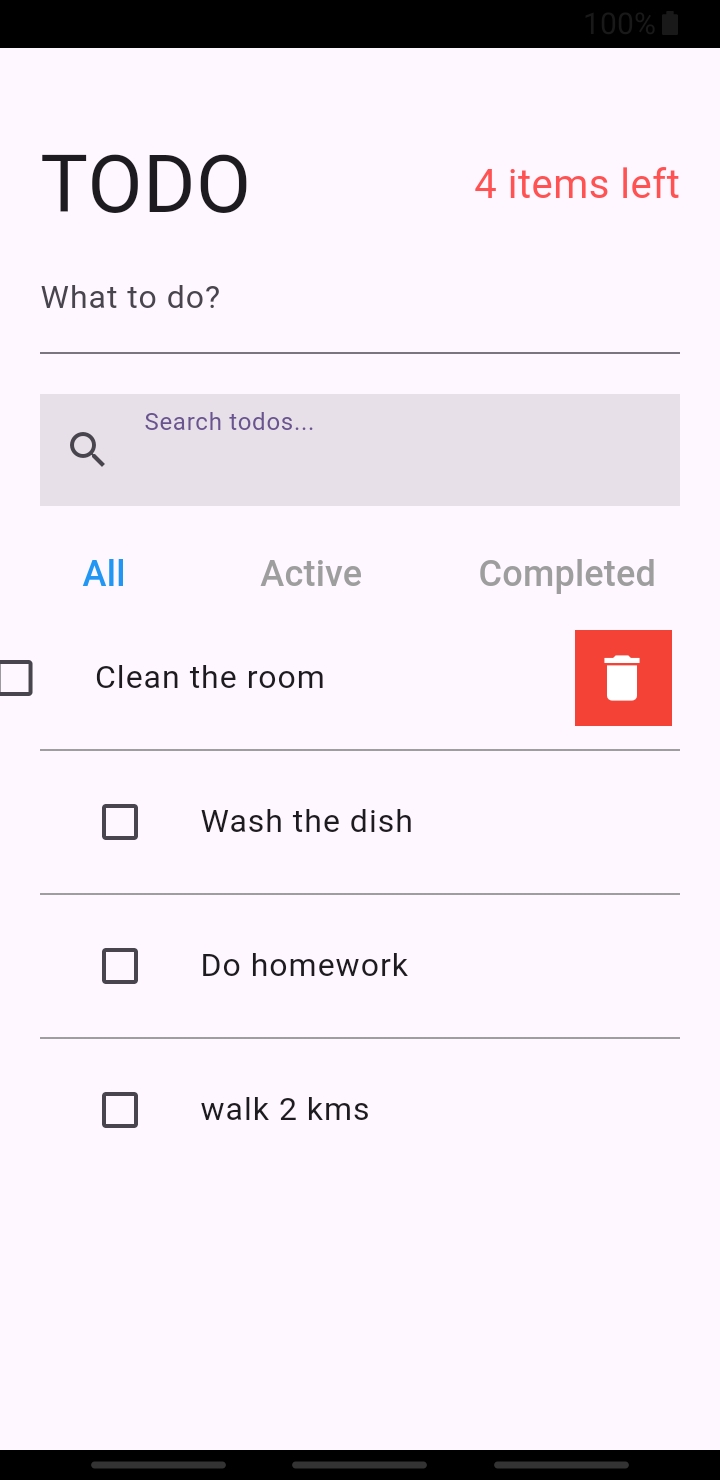 100%
TODO
4 items left
What to do?
Search todos...
All Active Completed
Clean the room
Wash the dish
Do homework
walk 2 kms